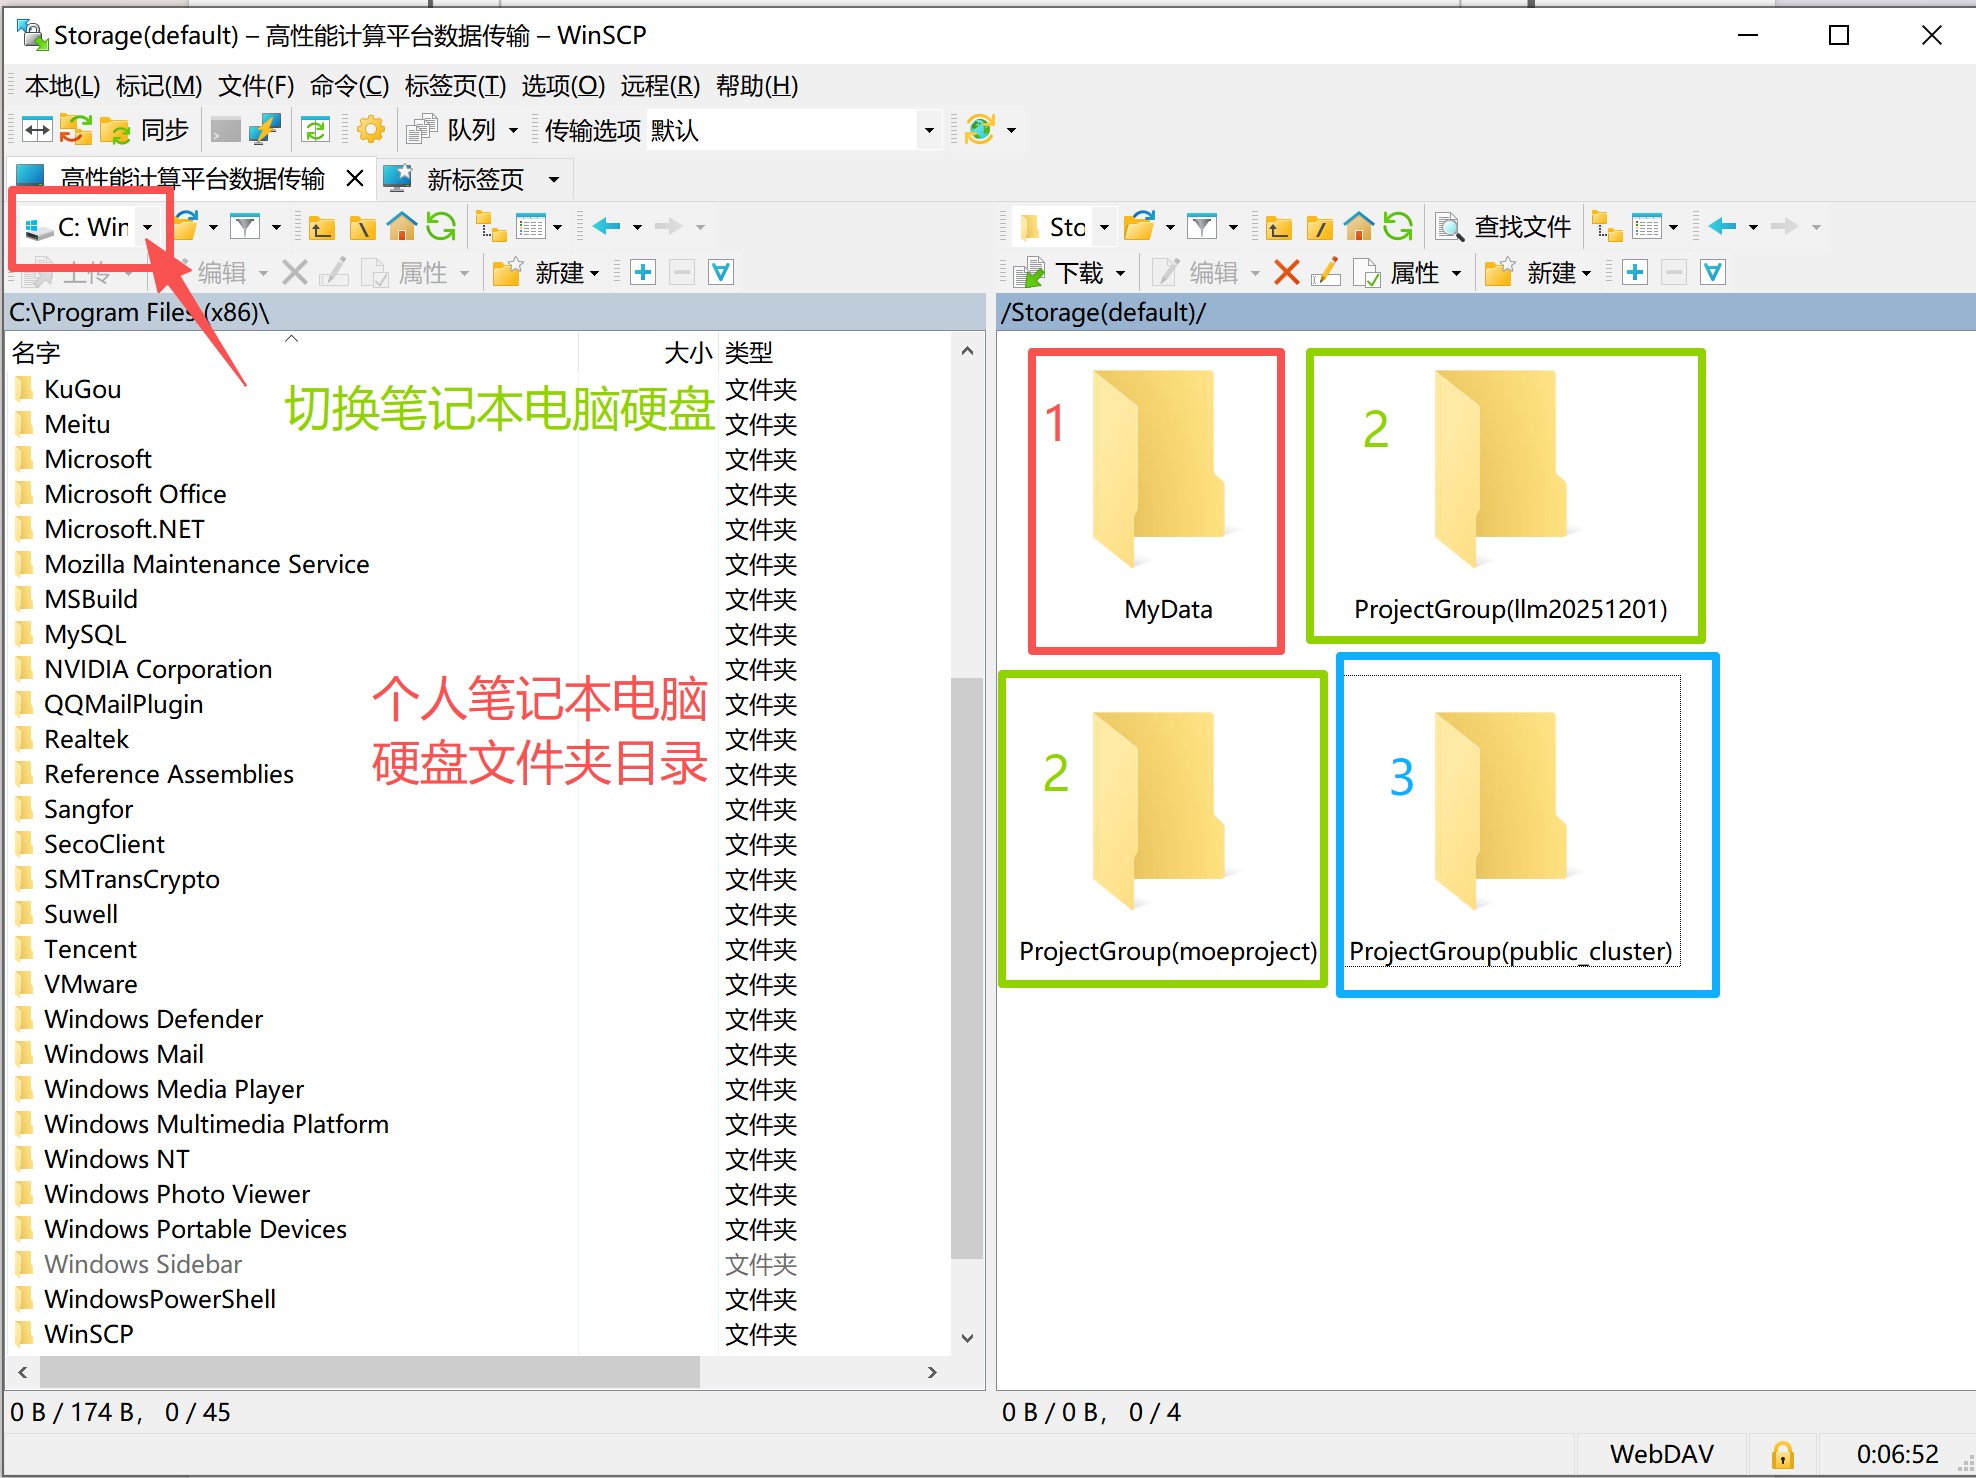 Storage(default) – 高性能计算平台数据传输 – WinSCP
本地(L) 标记(M) 文件(F) 命令(C) 标签页(T) 选项(O) 远程(R) 帮助(H)
同步 队列 传输选项 默认
高性能计算平台数据传输 新标签页
C: Win
上传 编辑 属性 新建
C:\Program Files (x86)\
名字 大小 类型
KuGou 文件夹
切换笔记本电脑硬盘
Meitu 文件夹
Microsoft 文件夹
Microsoft Office 文件夹
Microsoft.NET 文件夹
Mozilla Maintenance Service 文件夹
MSBuild 文件夹
MySQL 文件夹
NVIDIA Corporation 文件夹
QQMailPlugin 文件夹
个人笔记本电脑
硬盘文件夹目录
Realtek 文件夹
Reference Assemblies 文件夹
Sangfor 文件夹
SecoClient 文件夹
SMTransCrypto 文件夹
Suwell 文件夹
Tencent 文件夹
VMware 文件夹
Windows Defender 文件夹
Windows Mail 文件夹
Windows Media Player 文件夹
Windows Multimedia Platform 文件夹
Windows NT 文件夹
Windows Photo Viewer 文件夹
Windows Portable Devices 文件夹
Windows Sidebar 文件夹
WindowsPowerShell 文件夹
WinSCP 文件夹
0 B / 174 B， 0 / 45
Sto 查找文件
下载 编辑 属性 新建
/Storage(default)/
1
MyData
2
ProjectGroup(llm20251201)
2
ProjectGroup(moeproject)
3
ProjectGroup(public_cluster)
0 B / 0 B， 0 / 4
WebDAV 0:06:52